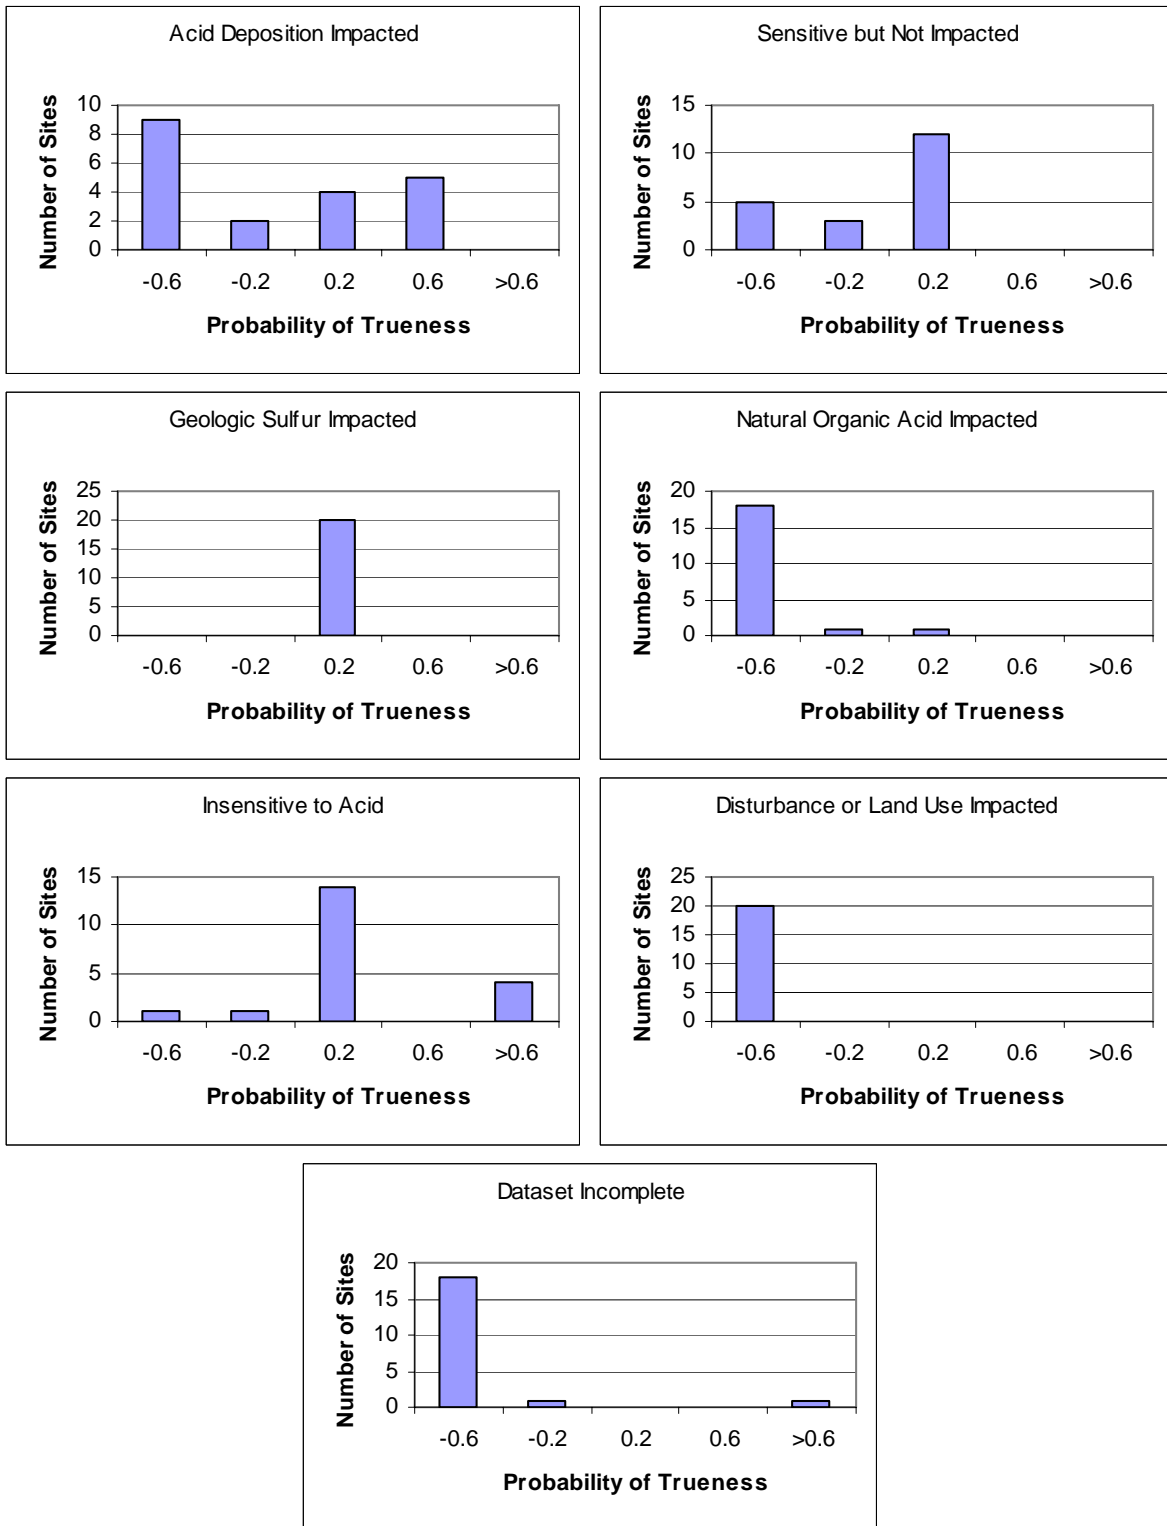 Acid Deposition Impacted
Number of Sites
10
8
6
4
2
0
-0.6 -0.2 0.2 0.6 >0.6
Probability of Trueness
Sensitive but Not Impacted
Number of Sites
15
10
5
0
-0.6 -0.2 0.2 0.6 >0.6
Probability of Trueness
Geologic Sulfur Impacted
Number of Sites
25
20
15
10
5
0
-0.6 -0.2 0.2 0.6 >0.6
Probability of Trueness
Natural Organic Acid Impacted
Number of Sites
20
15
10
5
0
-0.6 -0.2 0.2 0.6 >0.6
Probability of Trueness
Insensitive to Acid
Number of Sites
15
10
5
0
-0.6 -0.2 0.2 0.6 >0.6
Probability of Trueness
Disturbance or Land Use Impacted
Number of Sites
25
20
15
10
5
0
-0.6 -0.2 0.2 0.6 >0.6
Probability of Trueness
Dataset Incomplete
Number of Sites
20
15
10
5
0
-0.6 -0.2 0.2 0.6 >0.6
Probability of Trueness